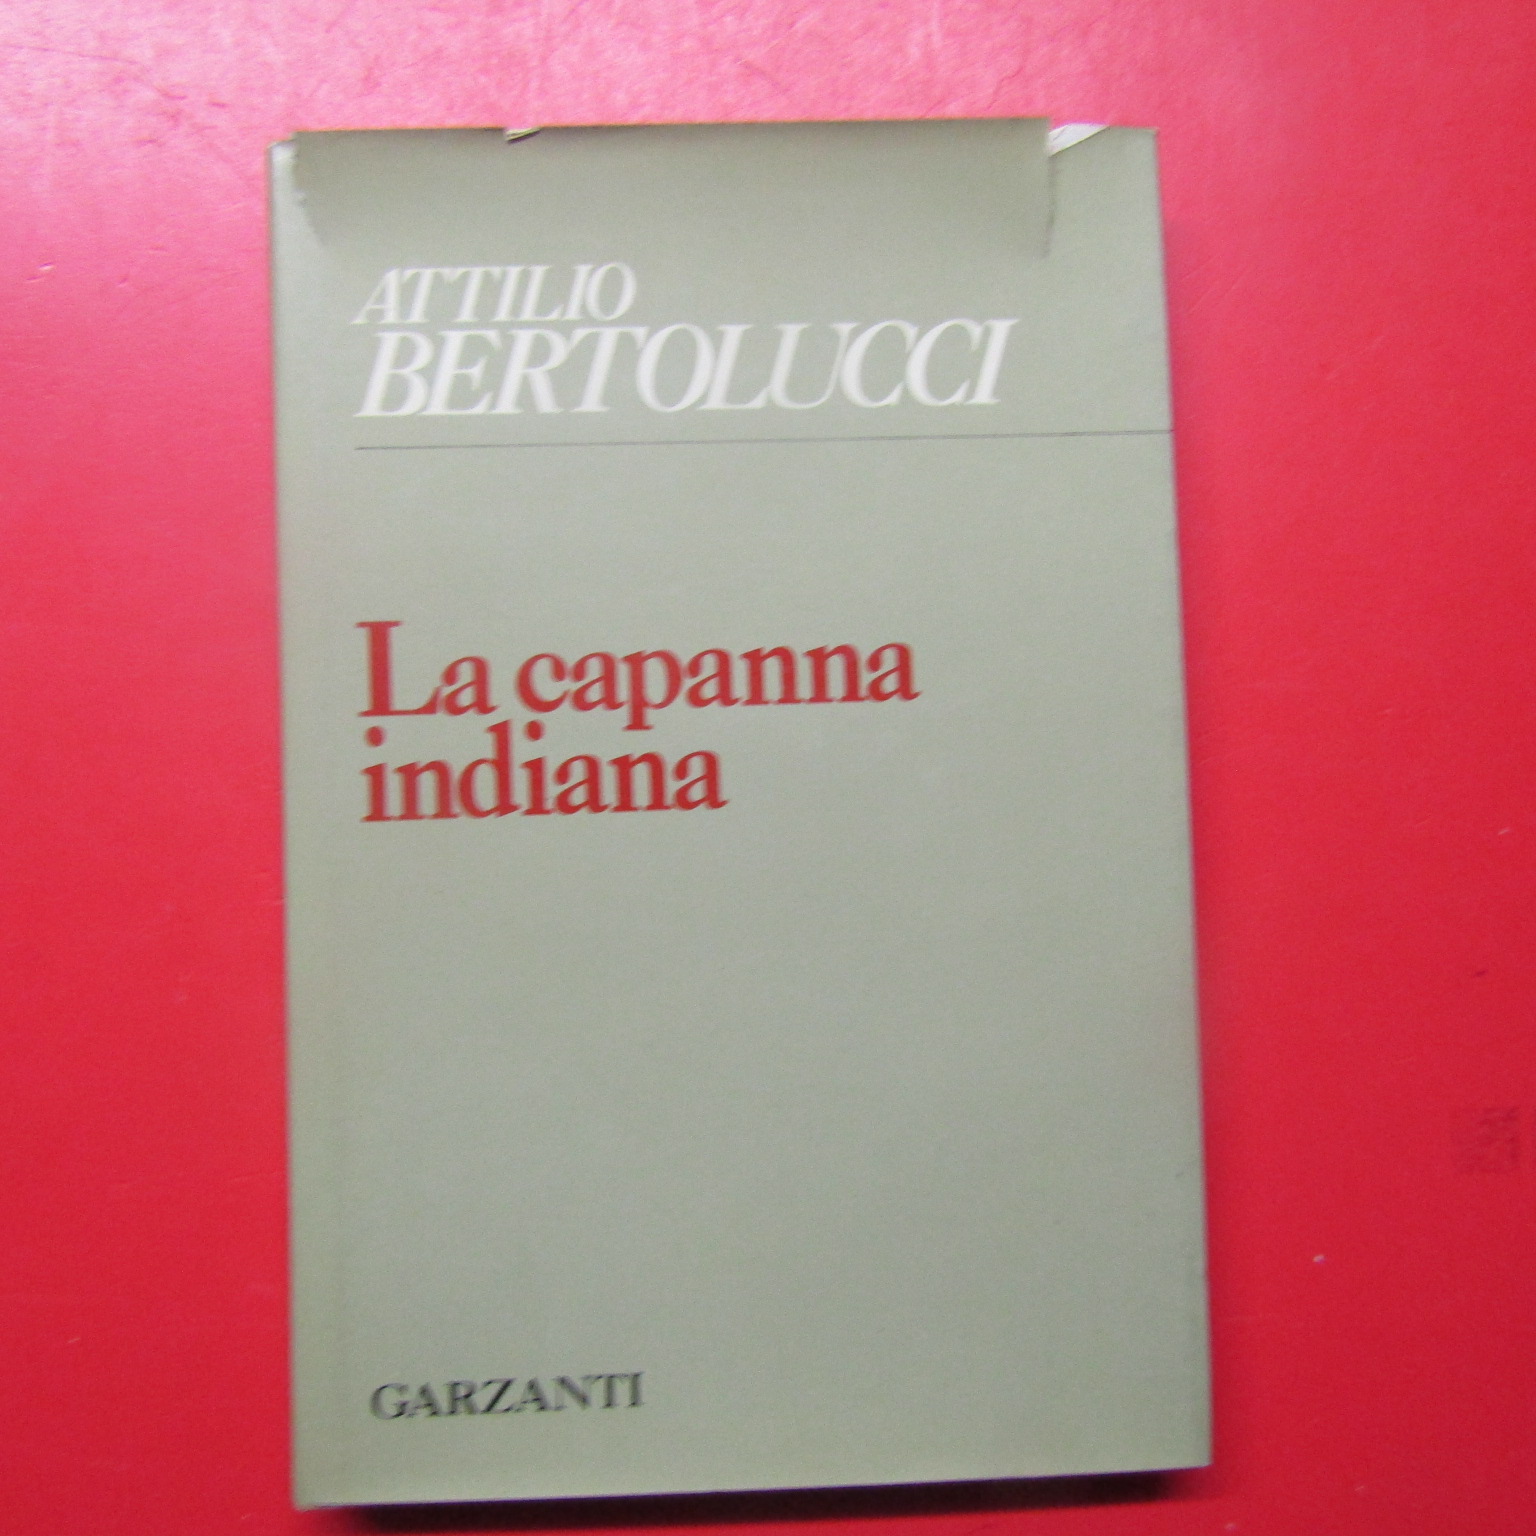 ATTILIO
BERTOLUCCI
La capanna
indiana
GARZANTI